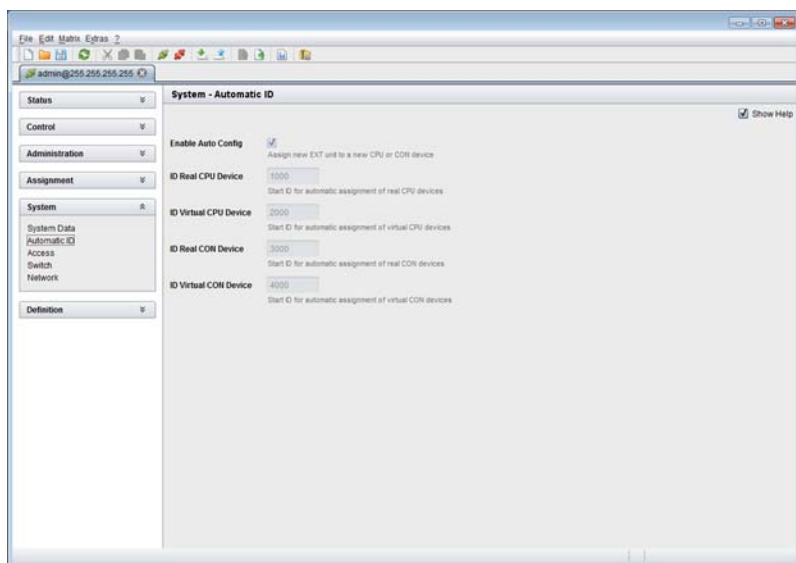 File Edit Matrix Extras ?
admin@255.255.255.255
Status
Control
Administration
Assignment
System
System Data
Automatic ID
Access
Switch
Network
Definition
System - Automatic ID
Show Help
Enable Auto Config
Assign new EXT unit to a new CPU or CON device
ID Real CPU Device 1000
Start ID for automatic assignment of real CPU devices
ID Virtual CPU Device 2000
Start ID for automatic assignment of virtual CPU devices
ID Real CON Device 3000
Start ID for automatic assignment of real CON devices
ID Virtual CON Device 4000
Start ID for automatic assignment of virtual CON devices